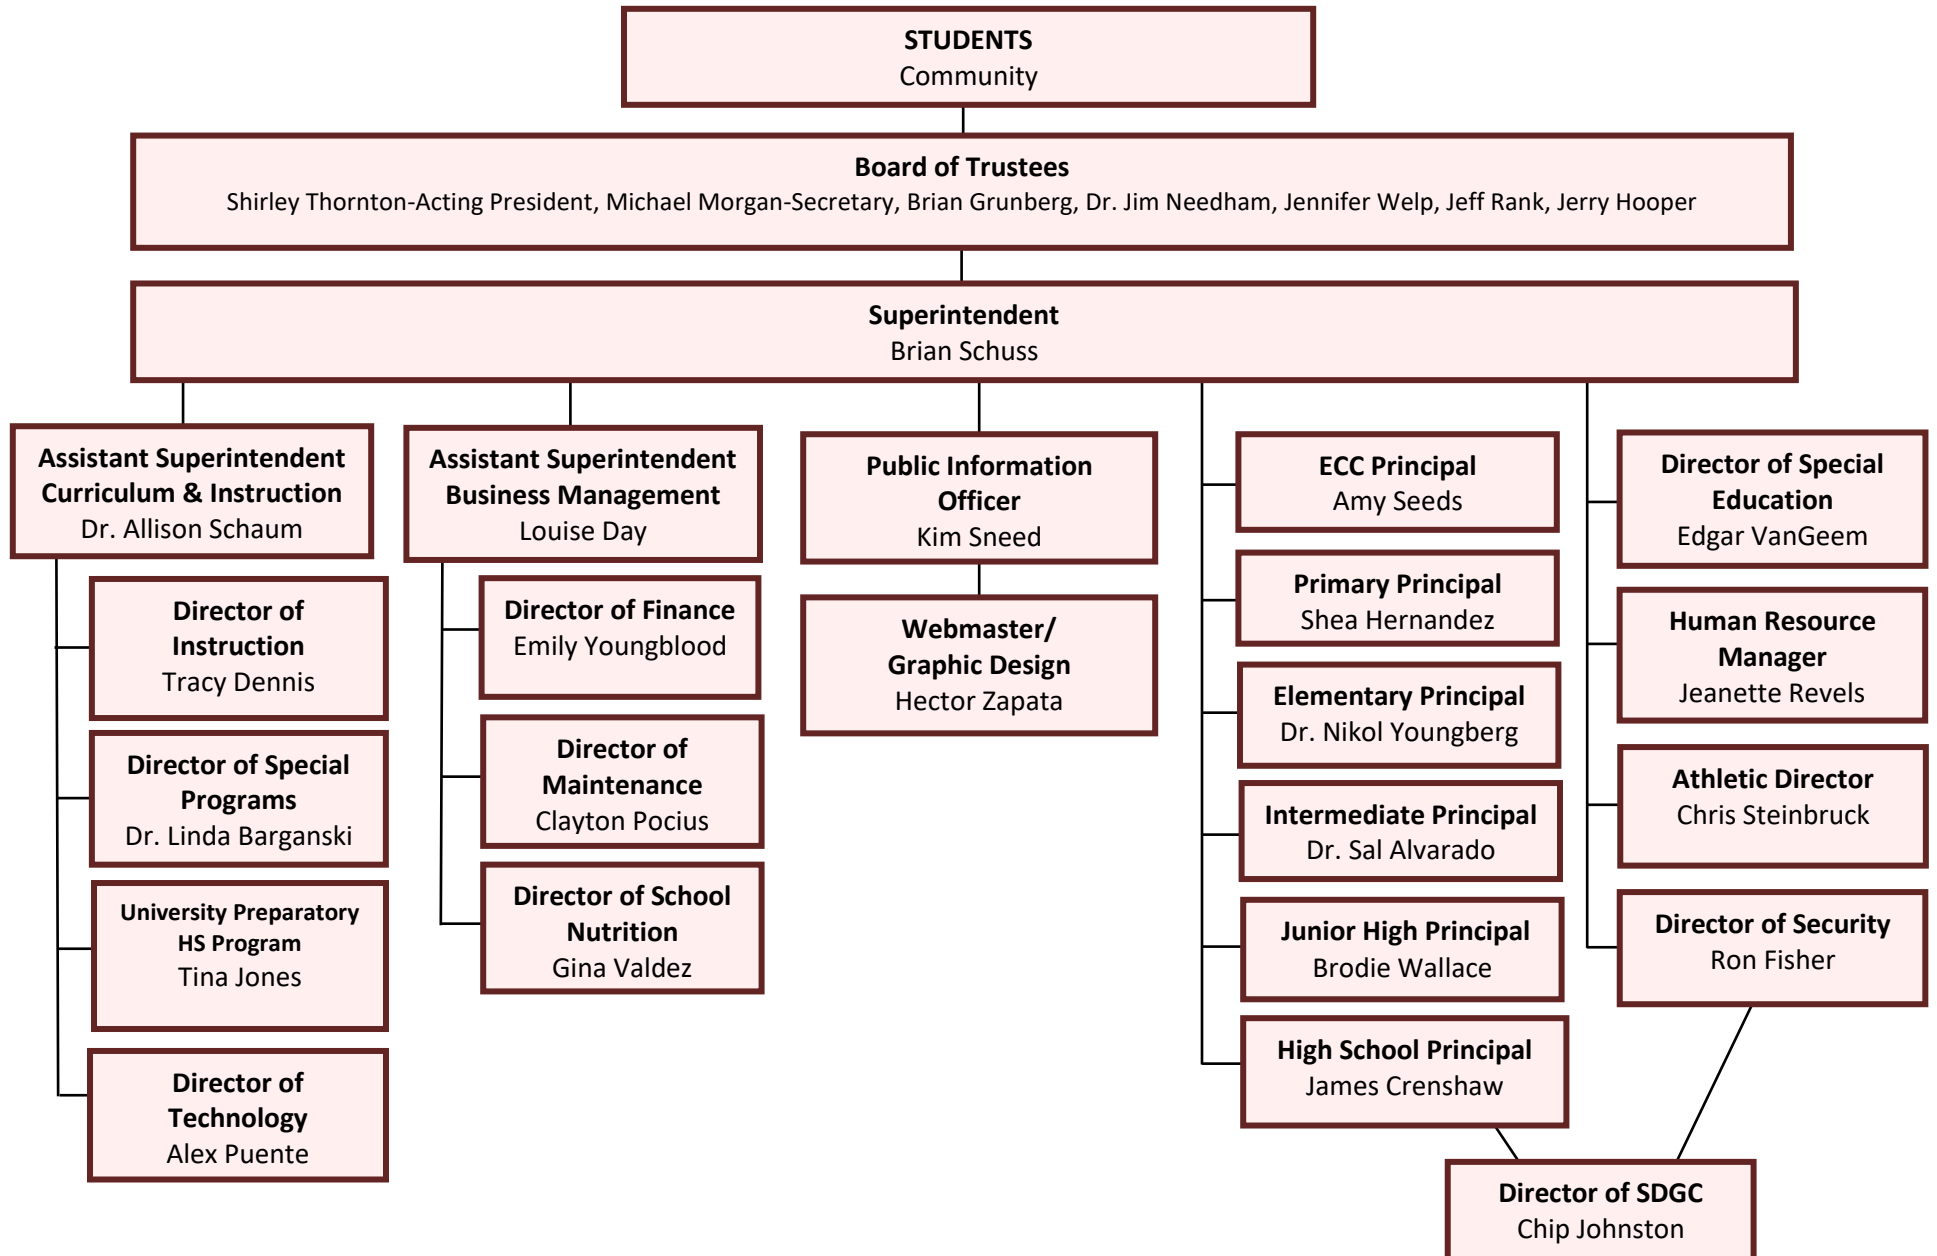 STUDENTS
Community
Board of Trustees
Shirley Thornton-Acting President, Michael Morgan-Secretary, Brian Grunberg, Dr. Jim Needham, Jennifer Welp, Jeff Rank, Jerry Hooper
Superintendent
Brian Schuss
Assistant Superintendent
Curriculum & Instruction
Dr. Allison Schaum
Director of
Instruction
Tracy Dennis
Director of Special
Programs
Dr. Linda Barganski
University Preparatory
HS Program
Tina Jones
Director of
Technology
Alex Puente
Assistant Superintendent
Business Management
Louise Day
Director of Finance
Emily Youngblood
Director of
Maintenance
Clayton Pocius
Director of School
Nutrition
Gina Valdez
Public Information
Officer
Kim Sneed
Webmaster/
Graphic Design
Hector Zapata
ECC Principal
Amy Seeds
Primary Principal
Shea Hernandez
Elementary Principal
Dr. Nikol Youngberg
Intermediate Principal
Dr. Sal Alvarado
Junior High Principal
Brodie Wallace
High School Principal
James Crenshaw
Director of Special
Education
Edgar VanGeem
Human Resource
Manager
Jeanette Revels
Athletic Director
Chris Steinbruck
Director of Security
Ron Fisher
Director of SDGC
Chip Johnston